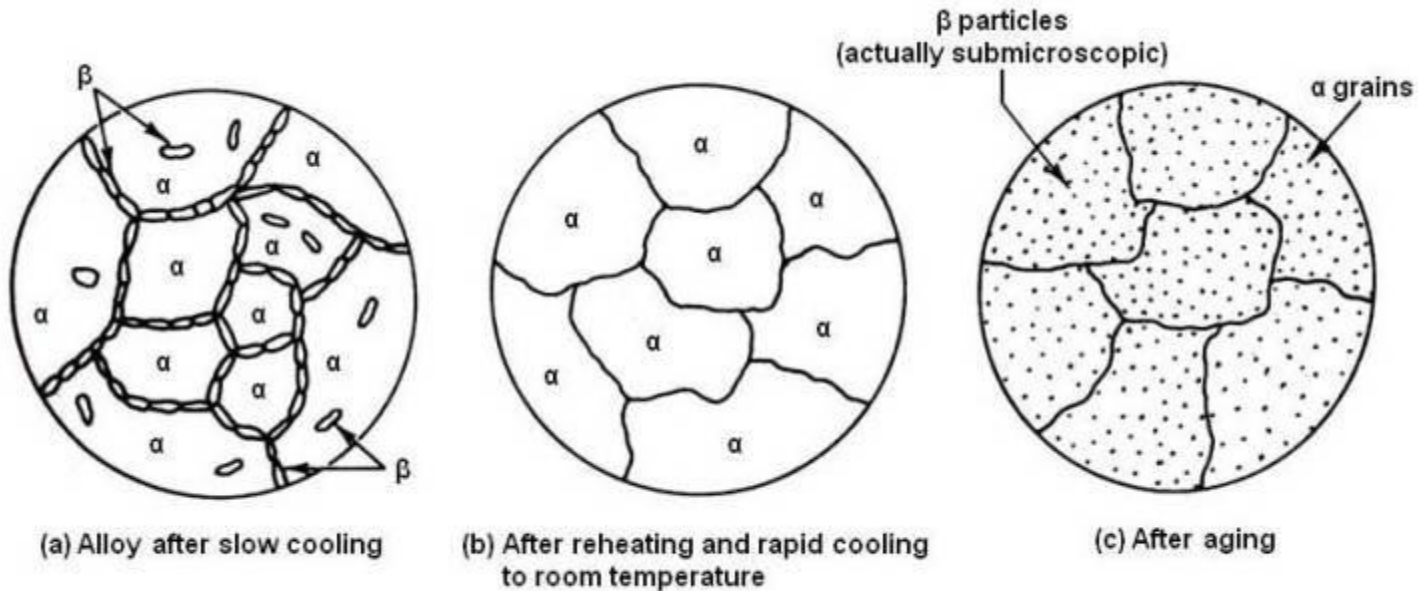 β particles
(actually submicroscopic)
α grains
β
α
α
α
α
α
α
α
α
α
α
β
α
α
α
α
α
α
α
α
(a) Alloy after slow cooling
(b) After reheating and rapid cooling
to room temperature
(c) After aging